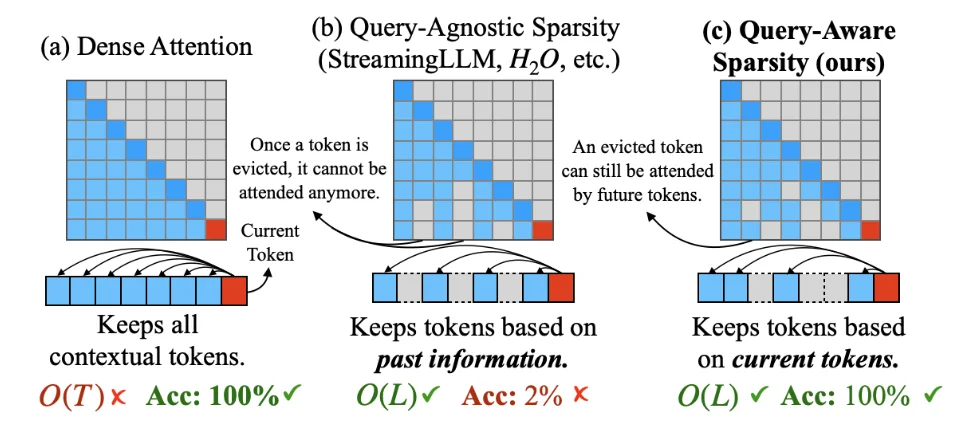 (a) Dense Attention
Current
Token
Keeps all
contextual tokens.
O(T) ✗ Acc: 100% ✓
(b) Query-Agnostic Sparsity
(StreamingLLM, H₂O, etc.)
Once a token is
evicted, it cannot be
attended anymore.
Keeps tokens based on
past information.
O(L) ✓ Acc: 2% ✗
(c) Query-Aware
Sparsity (ours)
An evicted token
can still be attended
by future tokens.
Keeps tokens based
on current tokens.
O(L) ✓ Acc: 100% ✓